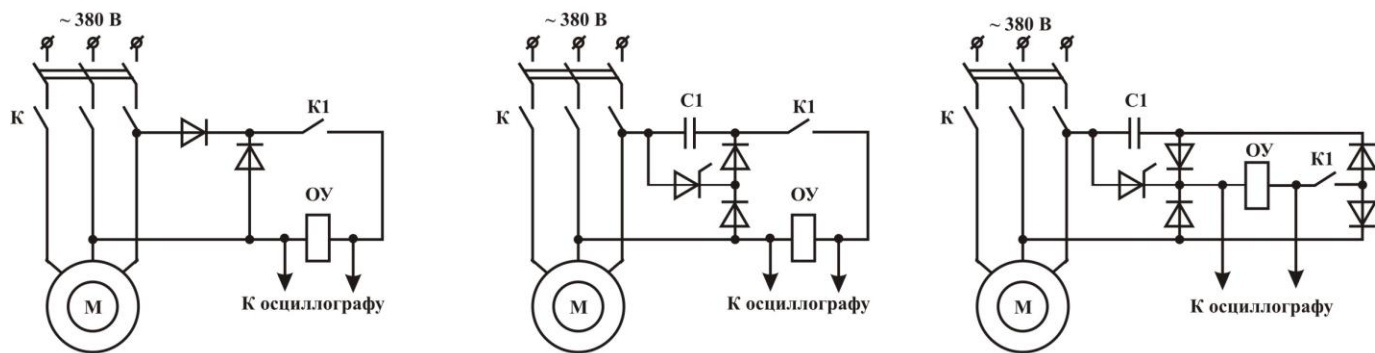 ~ 380 В
К
К1
ОУ
М
К осциллографу
~ 380 В
К
С1
К1
ОУ
М
К осциллографу
~ 380 В
К
С1
ОУ
К1
М
К осциллографу